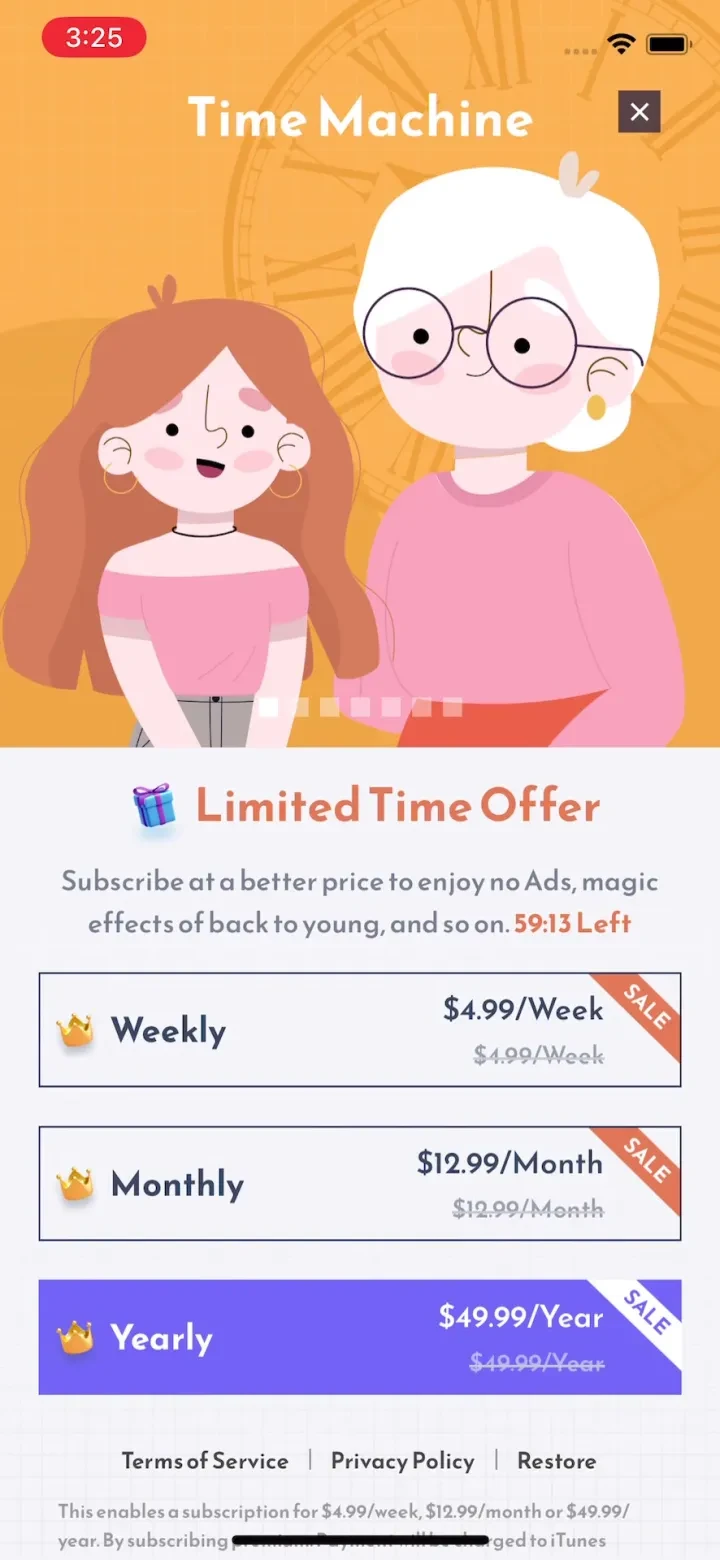 3:25
Time Machine
Limited Time Offer
Subscribe at a better price to enjoy no Ads, magic
effects of back to young, and so on. 59:13 Left
Weekly
$4.99/Week
$4.99/Week
SALE
Monthly
$12.99/Month
$12.99/Month
SALE
Yearly
$49.99/Year
$49.99/Year
SALE
Terms of Service | Privacy Policy | Restore
This enables a subscription for $4.99/week, $12.99/month or $49.99/
year. By subscribing premium Payment will be charged to iTunes